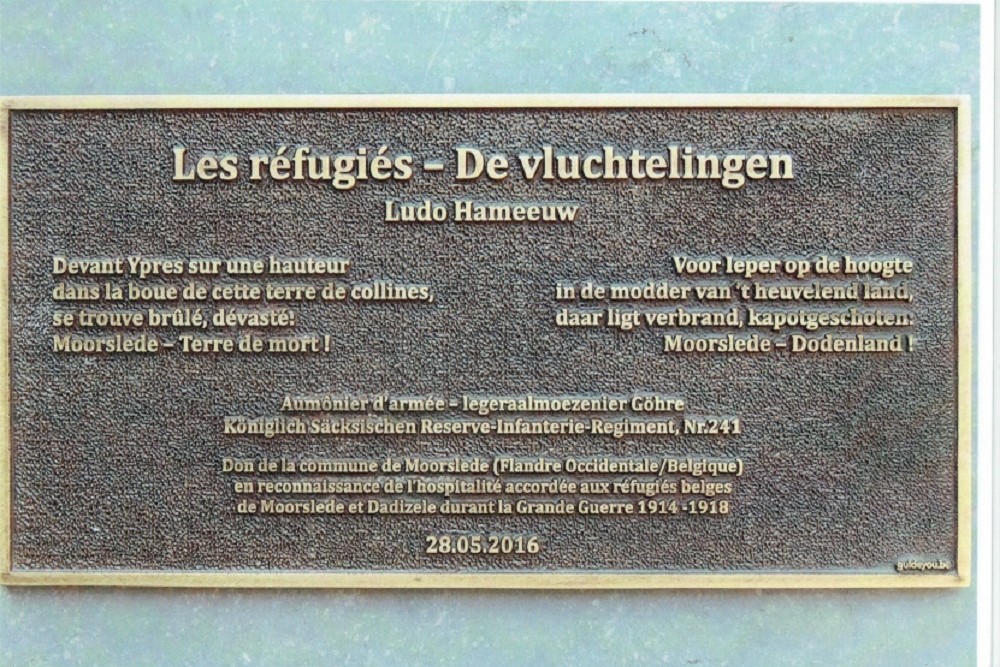 Les réfugiés – De vluchtelingen
Ludo Hameeuw
Devant Ypres sur une hauteur
dans la boue de cette terre de collines,
se trouve brûlé, dévasté:
Moorslede – Terre de mort !
Voor Ieper op de hoogte
in de modder van ‘t heuvelend land,
daar ligt verbrand, kapotgeschoten:
Moorslede – Dodenland !
Aumônier d’armée – legeraalmoezenier Göhre
Königlich Säcksischen Reserve-Infanterie-Regiment, Nr.241
Don de la commune de Moorslede (Flandre Occidentale/Belgique)
en reconnaissance de l’hospitalité accordée aux réfugiés belges
de Moorslede et Dadizele durant la Grande Guerre 1914 -1918
28.05.2016
guideyou.be